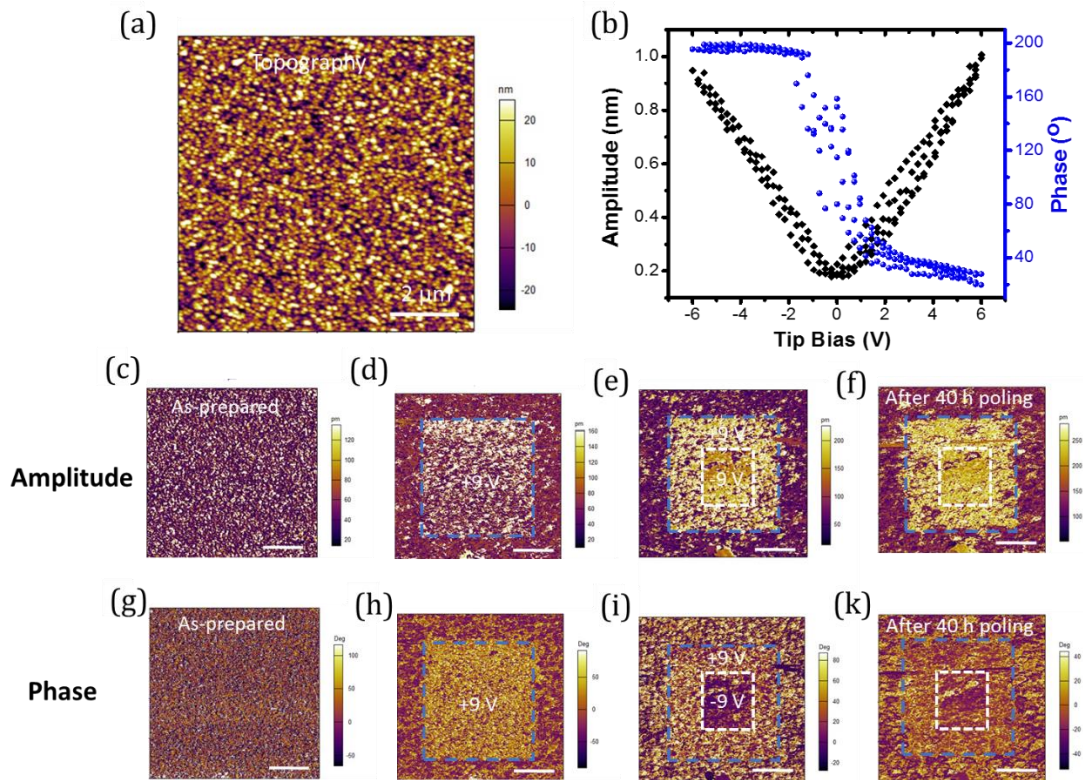 (a)
Topography
nm
20
10
0
-10
-20
2 μm
(b)
1.0
0.8
0.6
0.4
0.2
Amplitude (nm)
200
160
120
80
40
Phase (°)
-6 -4 -2 0 2 4 6
Tip Bias (V)
Amplitude
(c)
As-prepared
pm
120
100
80
60
40
20
(d)
+9 V
pm
160
140
120
100
80
60
40
20
(e)
+9 V
-9 V
pm
200
150
100
50
(f)
After 40 h poling
pm
250
200
150
100
Phase
(g)
As-prepared
Deg
100
50
0
-50
(h)
+9 V
Deg
50
0
-50
(i)
+9 V
-9 V
Deg
80
60
40
20
0
-20
(k)
After 40 h poling
Deg
40
20
0
-20
-40